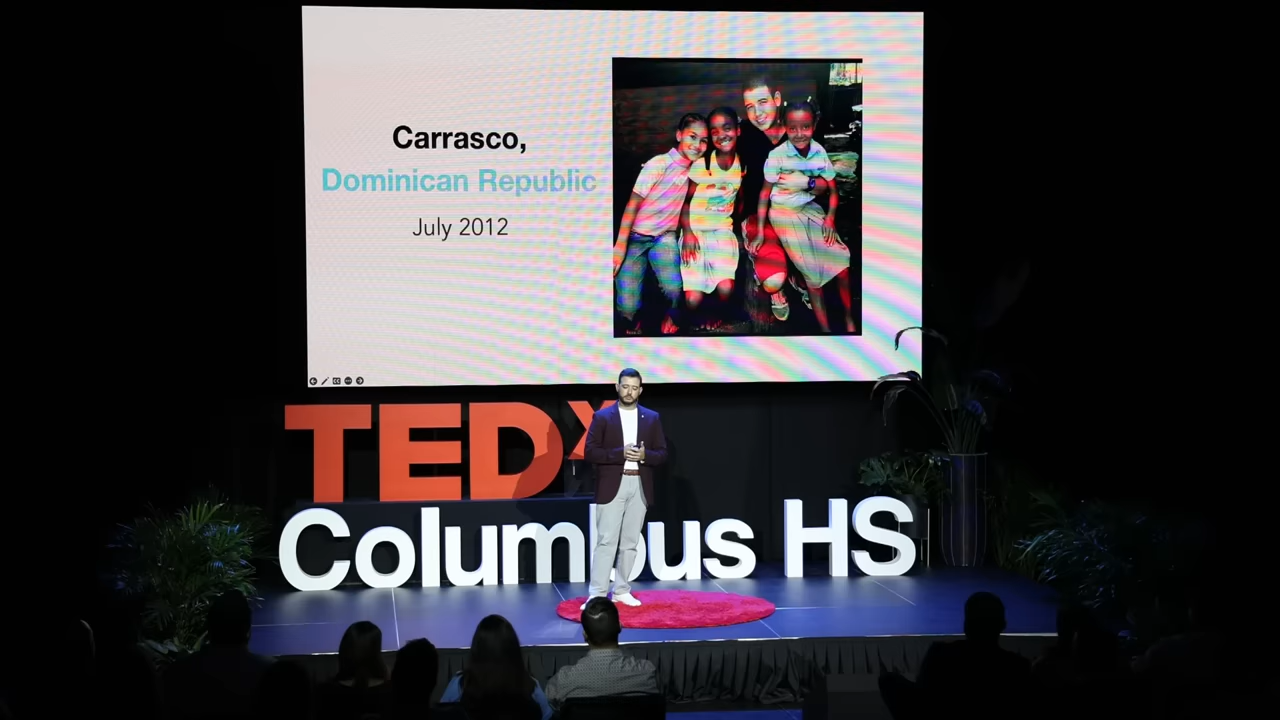 Carrasco,
Dominican Republic
July 2012
TEDx
Columbus HS